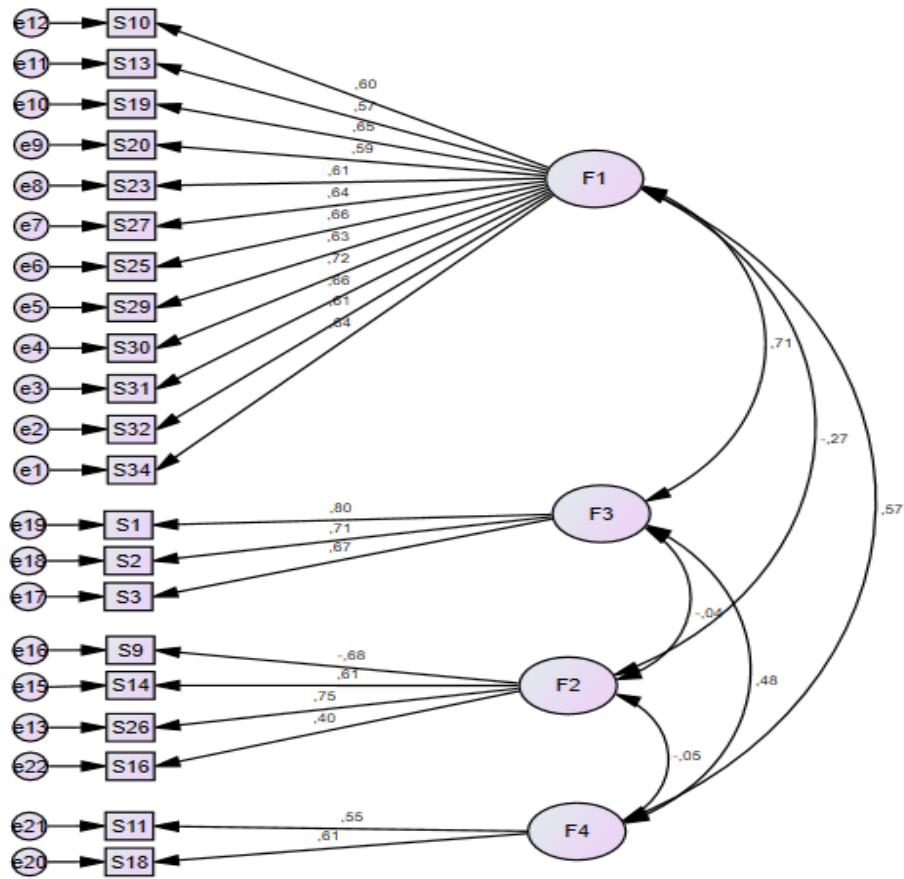 e12 S10
e11 S13
,60
e10 S19
,57
,65
e9 S20
,59
e8 S23
,61
F1
e7 S27
,64
,66
e6 S25
,63
,72
e5 S29
,66
,61
e4 S30
,64
,71
e3 S31
e2 S32
-,27
e1 S34
e19 S1
,80
F3
,57
,71
e18 S2
,67
e17 S3
-,04
e16 S9
-,68
e15 S14
,61
F2
,48
,75
e13 S26
,40
e22 S16
-,05
e21 S11
,55
F4
,61
e20 S18